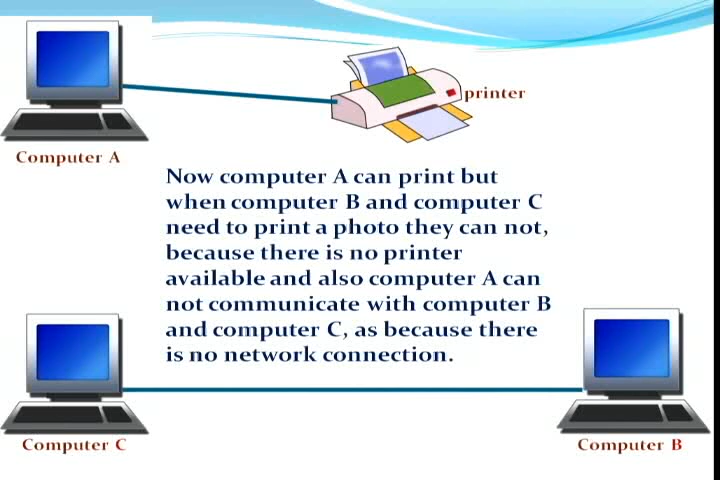 printer
Computer A
Now computer A can print but
when computer B and computer C
need to print a photo they can not,
because there is no printer
available and also computer A can
not communicate with computer B
and computer C, as because there
is no network connection.
Computer C
Computer B